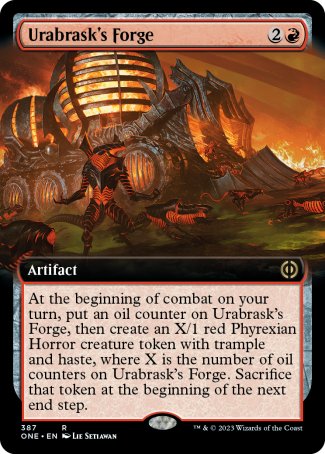 Urabrask's Forge 2
Artifact
At the beginning of combat on your
turn, put an oil counter on Urabrask's
Forge, then create an X/1 red Phyrexian
Horror creature token with trample
and haste, where X is the number of oil
counters on Urabrask's Forge. Sacrifice
that token at the beginning of the next
end step.
387 R
ONE • EN Lie Setiawan ™ & © 2023 Wizards of the Coast